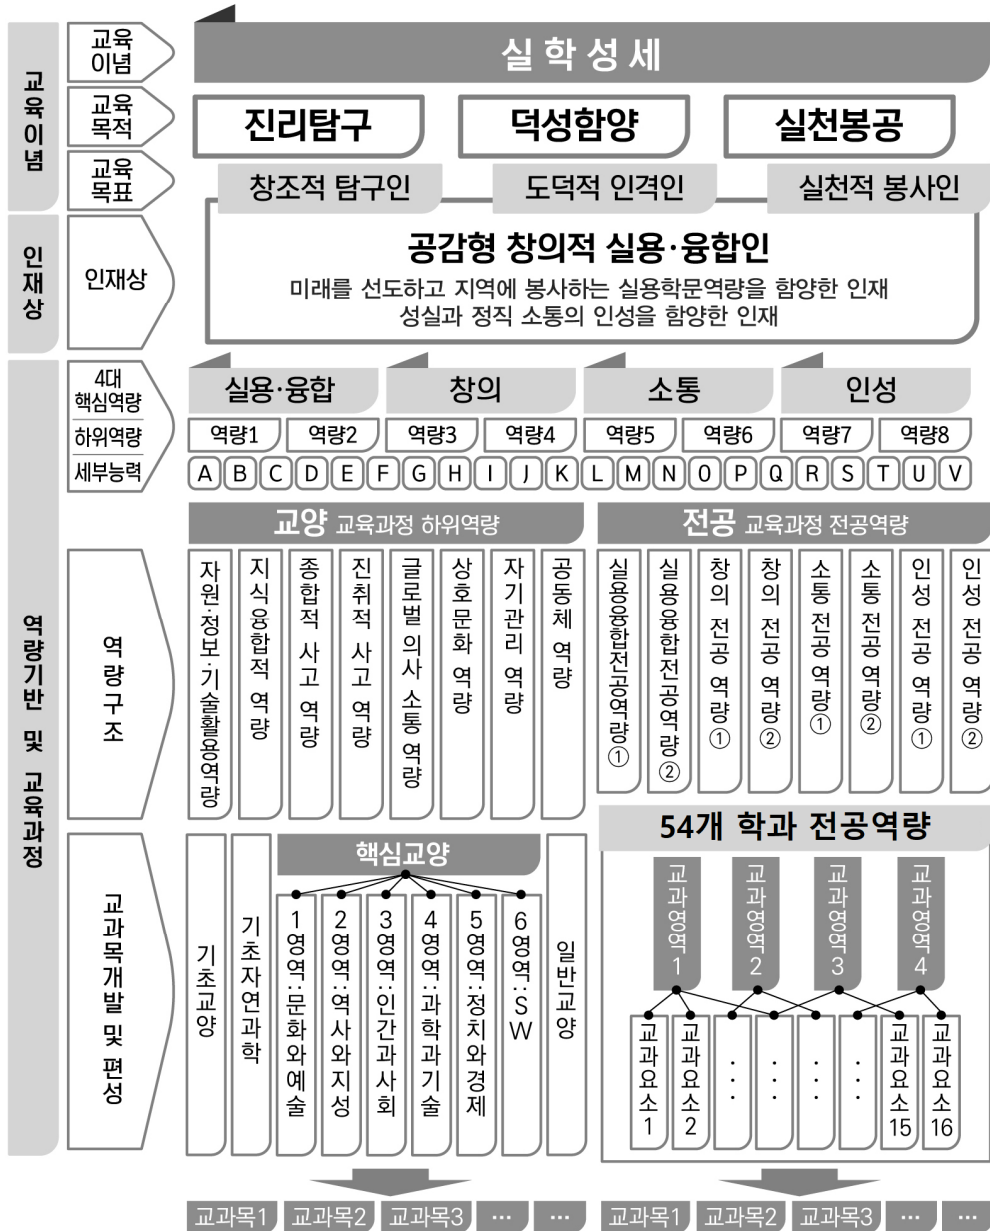 교육이념
교육
이념
실학성세
교육
목적
진리탐구
덕성함양
실천봉공
교육
목표
창조적 탐구인
도덕적 인격인
실천적 봉사인
인재상
인재상
공감형 창의적 실용·융합인
미래를 선도하고 지역에 봉사하는 실용학문역량을 함양한 인재
성실과 정직 소통의 인성을 함양한 인재
역량기반 및 교육과정
4대
핵심역량
하위역량
세부능력
실용·융합
창의
소통
인성
역량1
역량2
역량3
역량4
역량5
역량6
역량7
역량8
A B C D E F G H I J K L M N O P Q R S T U V
교양 교육과정 하위역량
전공 교육과정 전공역량
역량구조
자원·정보·기술활용역량
지식융합적 역량
종합적 사고 역량
진취적 사고 역량
글로벌 의사 소통 역량
상호문화 역량
자기관리 역량
공동체 역량
실용융합전공역량①
실용융합전공역량②
창의 전공 역량①
창의 전공 역량②
소통 전공 역량①
소통 전공 역량②
인성 전공 역량①
인성 전공 역량②
교과목개발 및 편성
기초교양
기초자연과학
핵심교양
1영역:문화와예술
2영역:역사와지성
3영역:인간과사회
4영역:과학과기술
5영역:정치와경제
6영역:SW
일반교양
54개 학과 전공역량
교과영역1
교과영역2
교과영역3
교과영역4
교과요소1
교과요소2
···
···
···
···
교과요소15
교과요소16
교과목1
교과목2
교과목3
···
···
교과목1
교과목2
교과목3
···
···